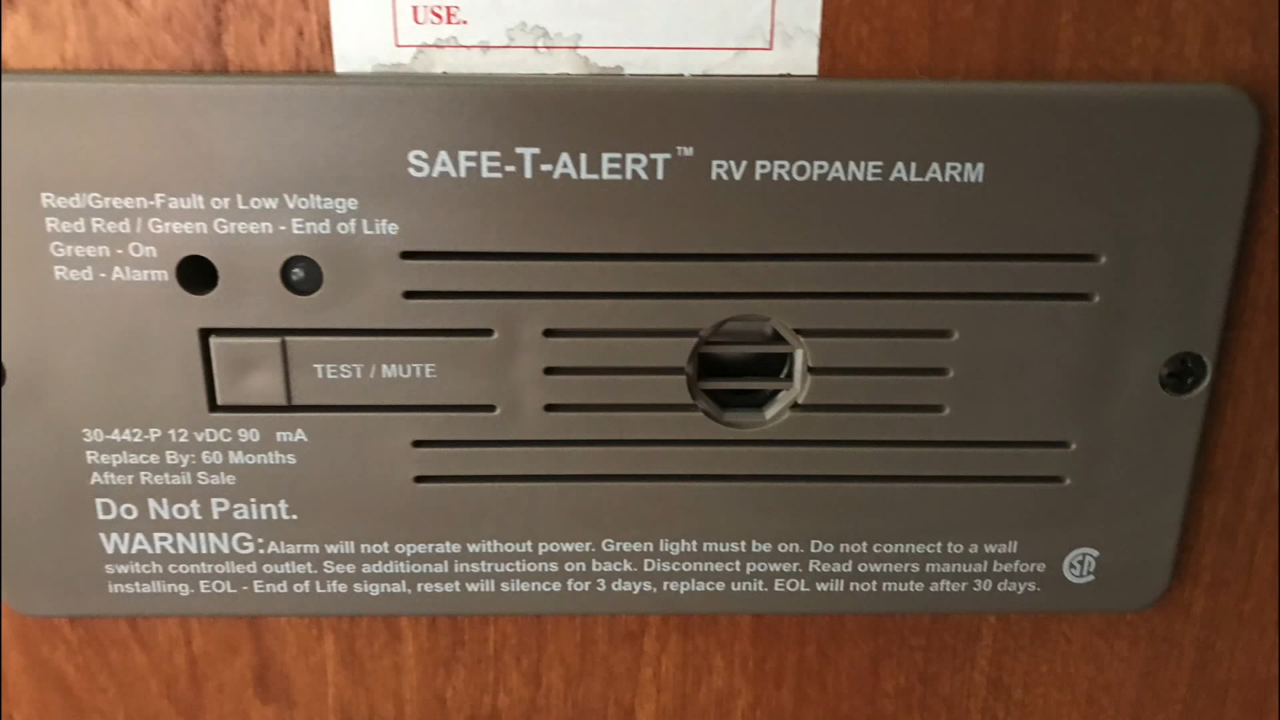 USE.
SAFE-T-ALERT™ RV PROPANE ALARM
Red/Green-Fault or Low Voltage
Red Red / Green Green - End of Life
Green - On
Red - Alarm
TEST / MUTE
30-442-P 12 vDC 90 mA
Replace By: 60 Months
After Retail Sale
Do Not Paint.
WARNING: Alarm will not operate without power. Green light must be on. Do not connect to a wall
switch controlled outlet. See additional instructions on back. Disconnect power. Read owners manual before
installing. EOL - End of Life signal, reset will silence for 3 days, replace unit. EOL will not mute after 30 days.